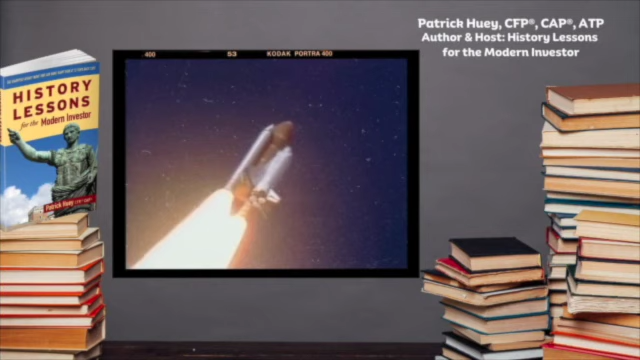 Patrick Huey, CFP®, CAP®, ATP
Author & Host: History Lessons
for the Modern Investor
400
53
KODAK PORTRA 400
HISTORY
LESSONS
for the Modern Investor
Patrick Huey